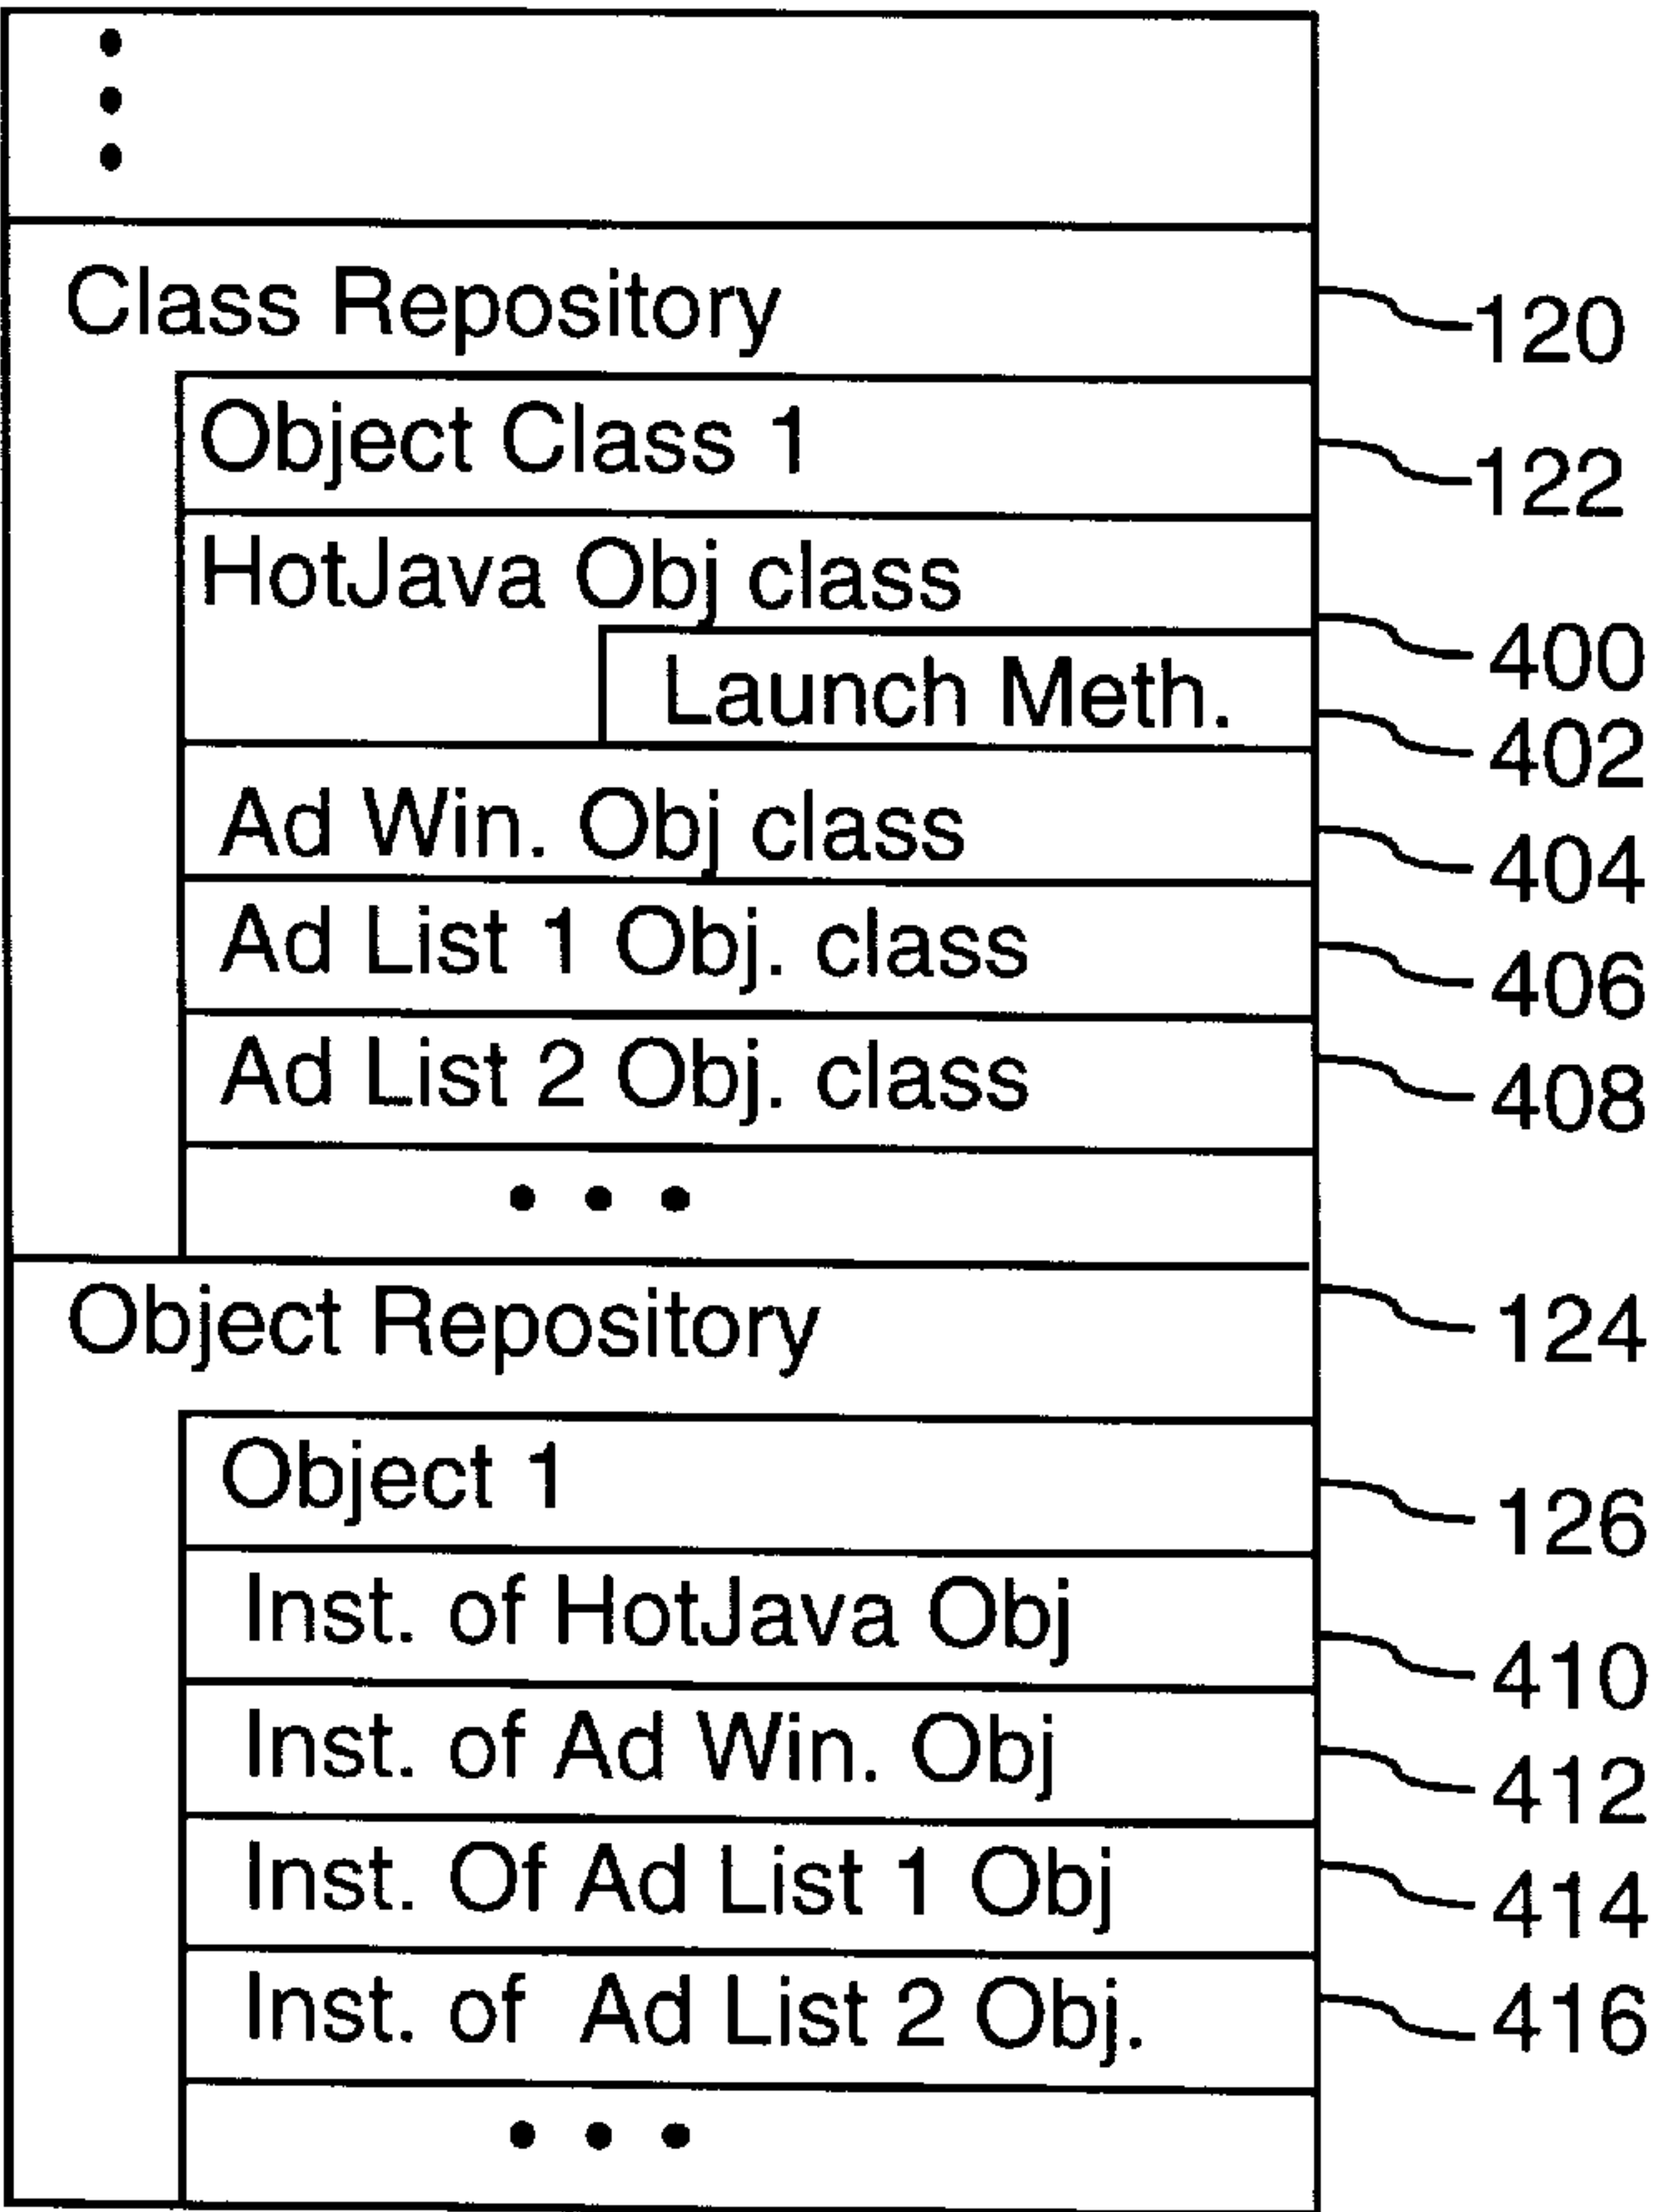 Class Repository 120
Object Class 1 122
HotJava Obj class 400
Launch Meth. 402
Ad Win. Obj class 404
Ad List 1 Obj. class 406
Ad List 2 Obj. class 408
• • •
Object Repository 124
Object 1 126
Inst. of HotJava Obj 410
Inst. of Ad Win. Obj 412
Inst. Of Ad List 1 Obj 414
Inst. of Ad List 2 Obj. 416
• • •